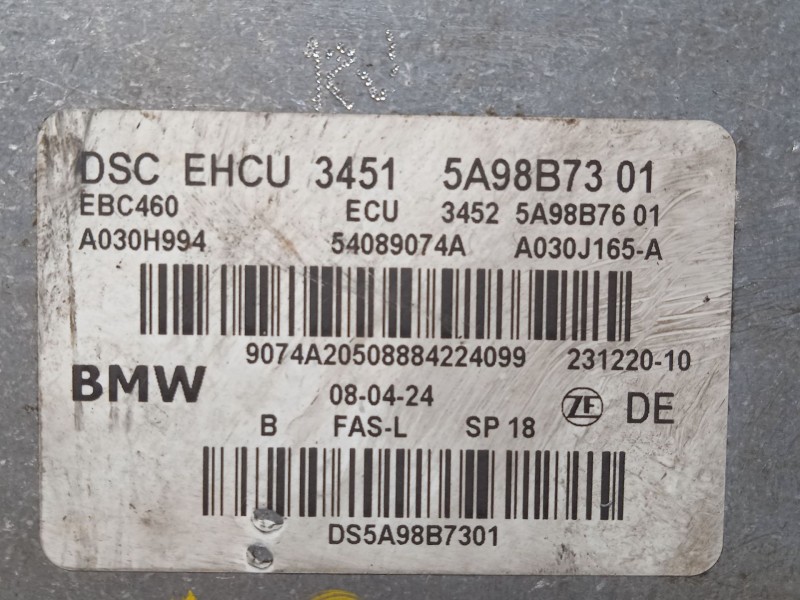 DSC EHCU 3451 5A98B73 01
EBC460 ECU 3452 5A98B76 01
A030H994 54089074A A030J165-A
9074A20508884224099 231220-10
BMW 08-04-24 ZF DE
B FAS-L SP 18
DS5A98B7301